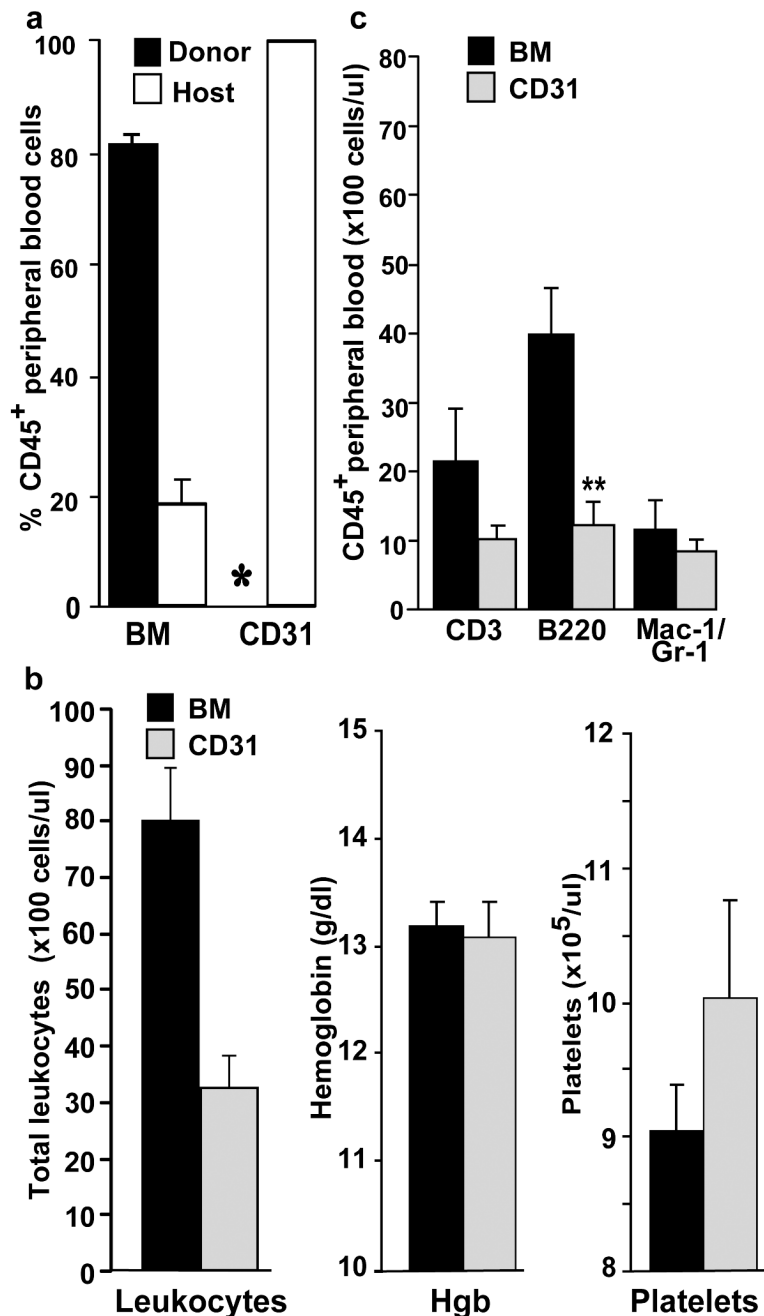 a
Donor
Host
% CD45+ peripheral blood cells
100
80
60
40
20
0
*
BM
CD31
c
BM
CD31
CD45+ peripheral blood (x100 cells/ul)
80
70
60
50
40
30
20
10
0
**
CD3
B220
Mac-1/
Gr-1
b
BM
CD31
Total leukocytes (x100 cells/ul)
100
90
80
70
60
50
40
30
20
10
0
Leukocytes
Hemoglobin (g/dl)
15
14
13
12
11
10
Hgb
Platelets (x105/ul)
12
11
10
9
8
Platelets